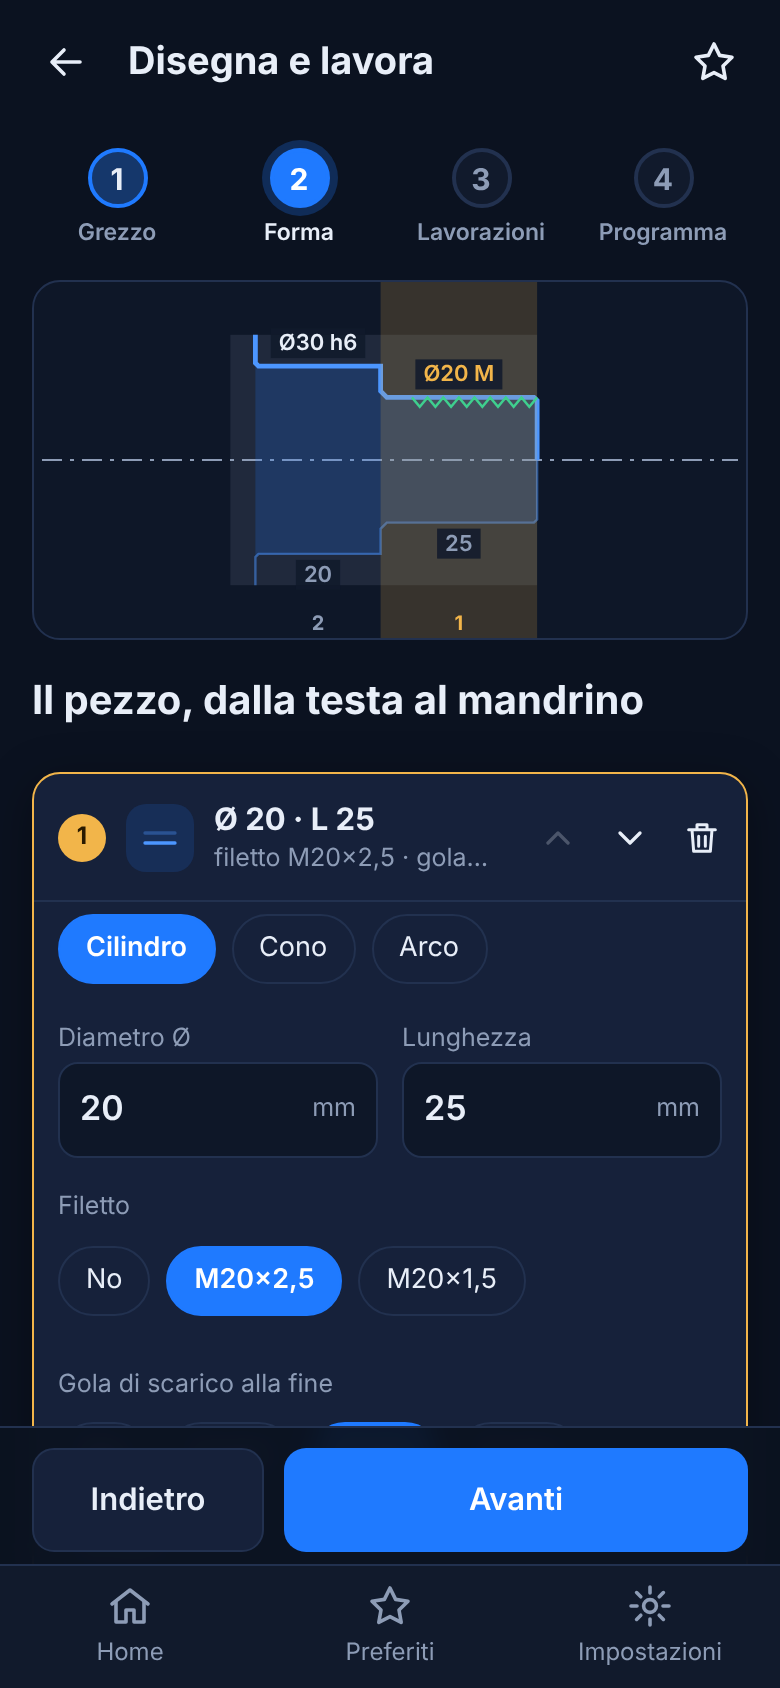 Disegna e lavora
1
2
3
4
Grezzo
Forma
Lavorazioni
Programma
Ø30 h6
Ø20 M
25
20
2
1
Il pezzo, dalla testa al mandrino
1
Ø 20 · L 25
filetto M20×2,5 · gola...
Cilindro
Cono
Arco
Diametro Ø
Lunghezza
20 mm
25 mm
Filetto
No
M20×2,5
M20×1,5
Gola di scarico alla fine
Indietro
Avanti
Home
Preferiti
Impostazioni